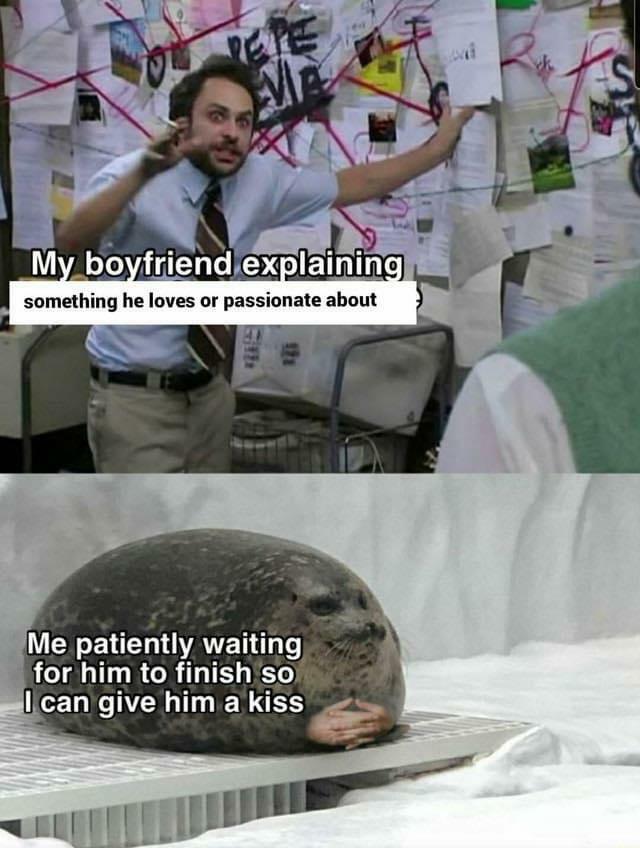 PEPE
SVIA
My boyfriend explaining
something he loves or passionate about
Me patiently waiting
for him to finish so
I can give him a kiss